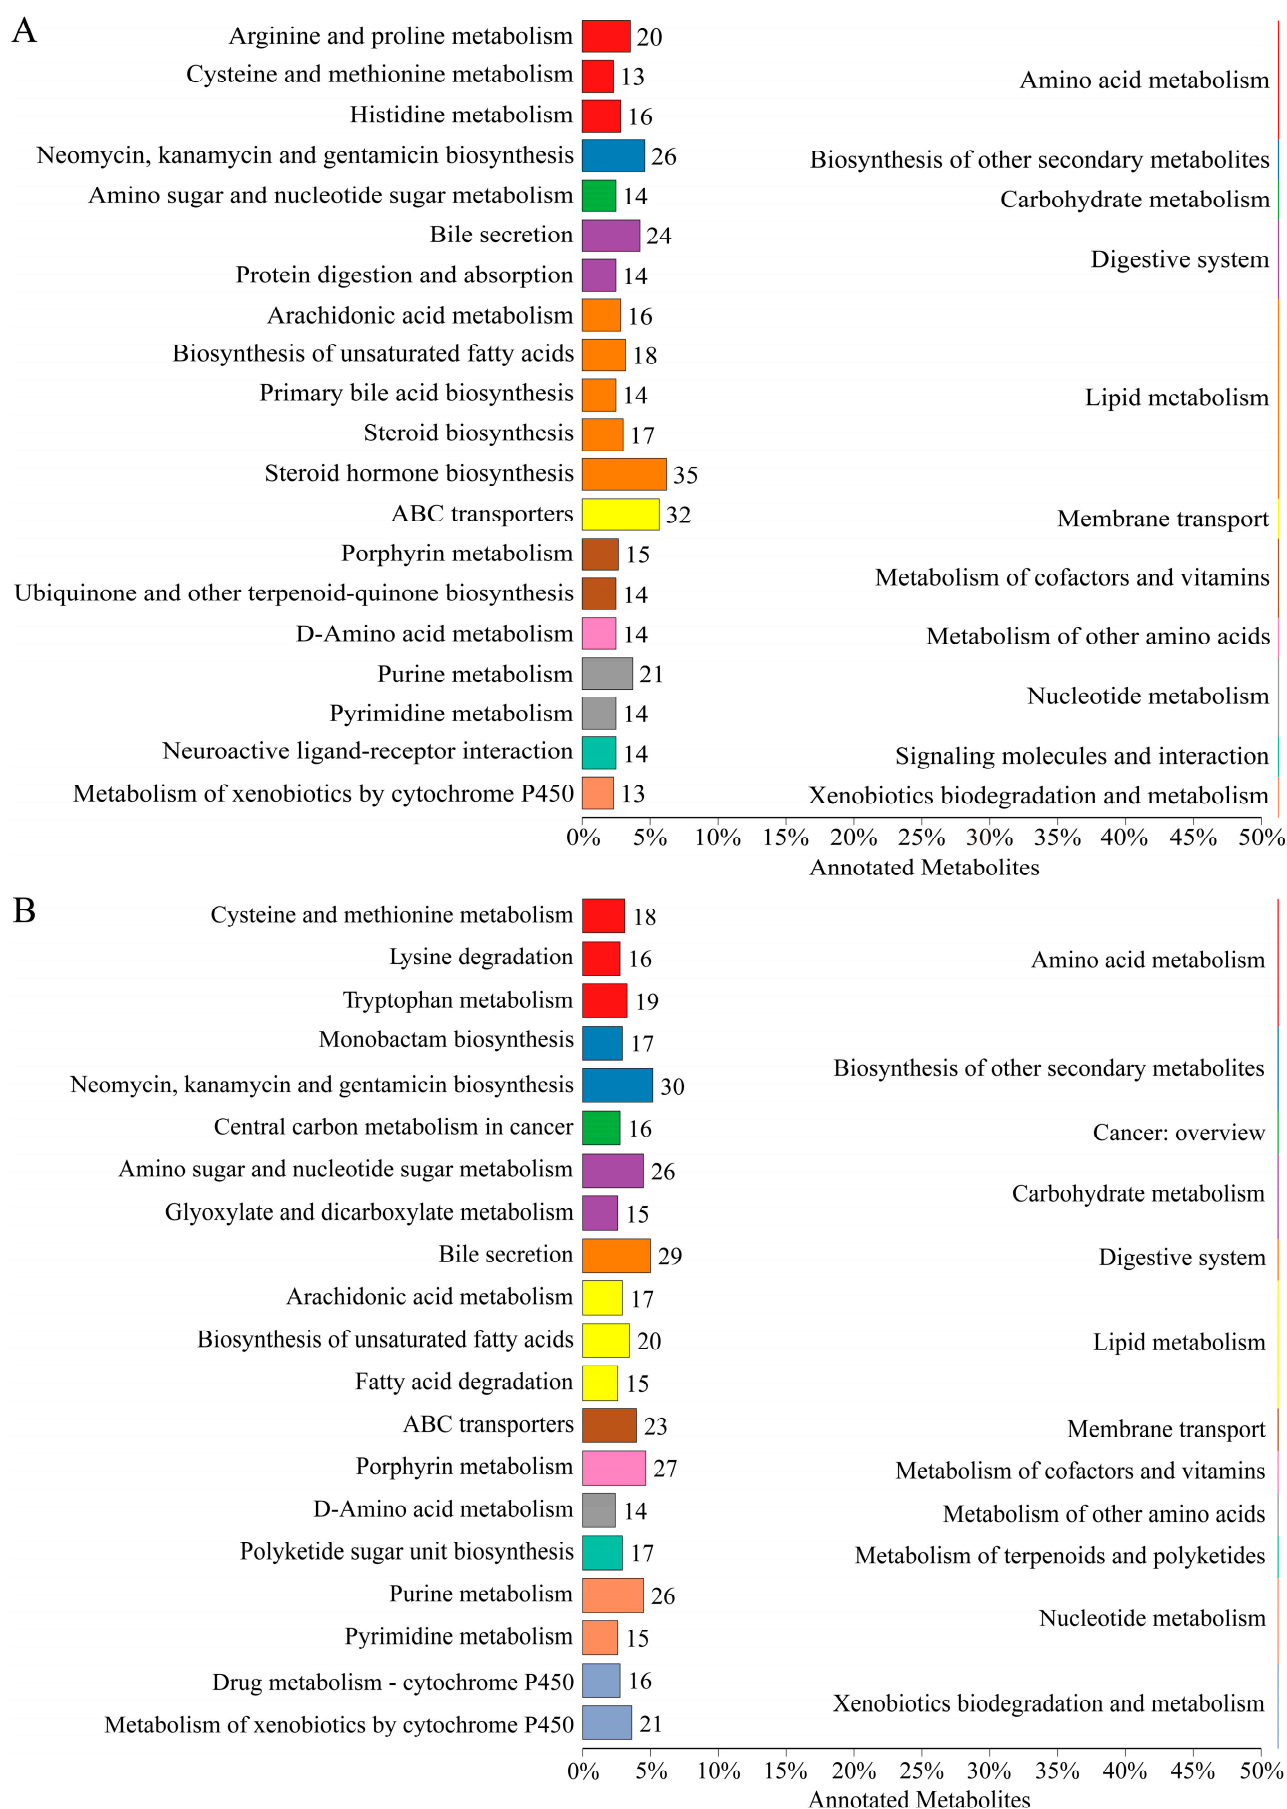 A
Arginine and proline metabolism 20
Cysteine and methionine metabolism 13
Amino acid metabolism
Histidine metabolism 16
Neomycin, kanamycin and gentamicin biosynthesis 26
Biosynthesis of other secondary metabolites
Amino sugar and nucleotide sugar metabolism 14
Carbohydrate metabolism
Bile secretion 24
Digestive system
Protein digestion and absorption 14
Arachidonic acid metabolism 16
Biosynthesis of unsaturated fatty acids 18
Primary bile acid biosynthesis 14
Lipid metabolism
Steroid biosynthesis 17
Steroid hormone biosynthesis 35
ABC transporters 32
Membrane transport
Porphyrin metabolism 15
Metabolism of cofactors and vitamins
Ubiquinone and other terpenoid-quinone biosynthesis 14
D-Amino acid metabolism 14
Metabolism of other amino acids
Purine metabolism 21
Nucleotide metabolism
Pyrimidine metabolism 14
Neuroactive ligand-receptor interaction 14
Signaling molecules and interaction
Metabolism of xenobiotics by cytochrome P450 13
Xenobiotics biodegradation and metabolism
0% 5% 10% 15% 20% 25% 30% 35% 40% 45% 50%
Annotated Metabolites
B
Cysteine and methionine metabolism 18
Lysine degradation 16
Amino acid metabolism
Tryptophan metabolism 19
Monobactam biosynthesis 17
Biosynthesis of other secondary metabolites
Neomycin, kanamycin and gentamicin biosynthesis 30
Central carbon metabolism in cancer 16
Cancer: overview
Amino sugar and nucleotide sugar metabolism 26
Carbohydrate metabolism
Glyoxylate and dicarboxylate metabolism 15
Bile secretion 29
Digestive system
Arachidonic acid metabolism 17
Biosynthesis of unsaturated fatty acids 20
Lipid metabolism
Fatty acid degradation 15
ABC transporters 23
Membrane transport
Porphyrin metabolism 27
Metabolism of cofactors and vitamins
D-Amino acid metabolism 14
Metabolism of other amino acids
Polyketide sugar unit biosynthesis 17
Metabolism of terpenoids and polyketides
Purine metabolism 26
Nucleotide metabolism
Pyrimidine metabolism 15
Drug metabolism - cytochrome P450 16
Xenobiotics biodegradation and metabolism
Metabolism of xenobiotics by cytochrome P450 21
0% 5% 10% 15% 20% 25% 30% 35% 40% 45% 50%
Annotated Metabolites